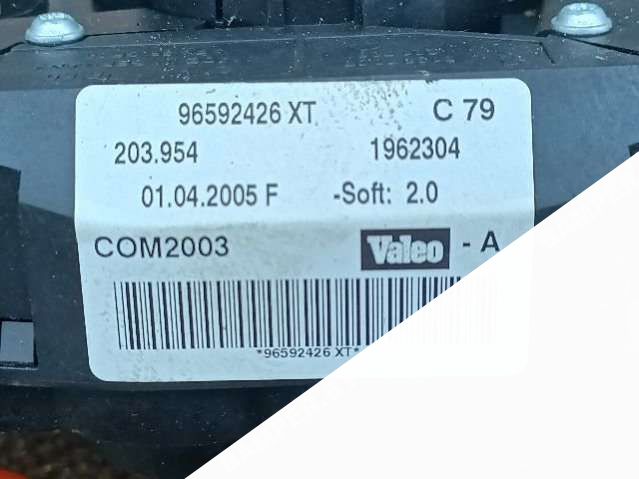 96592426 XT C 79
203.954 1962304
01.04.2005 F -Soft: 2.0
COM2003 Valeo - A
*96592426 XT*